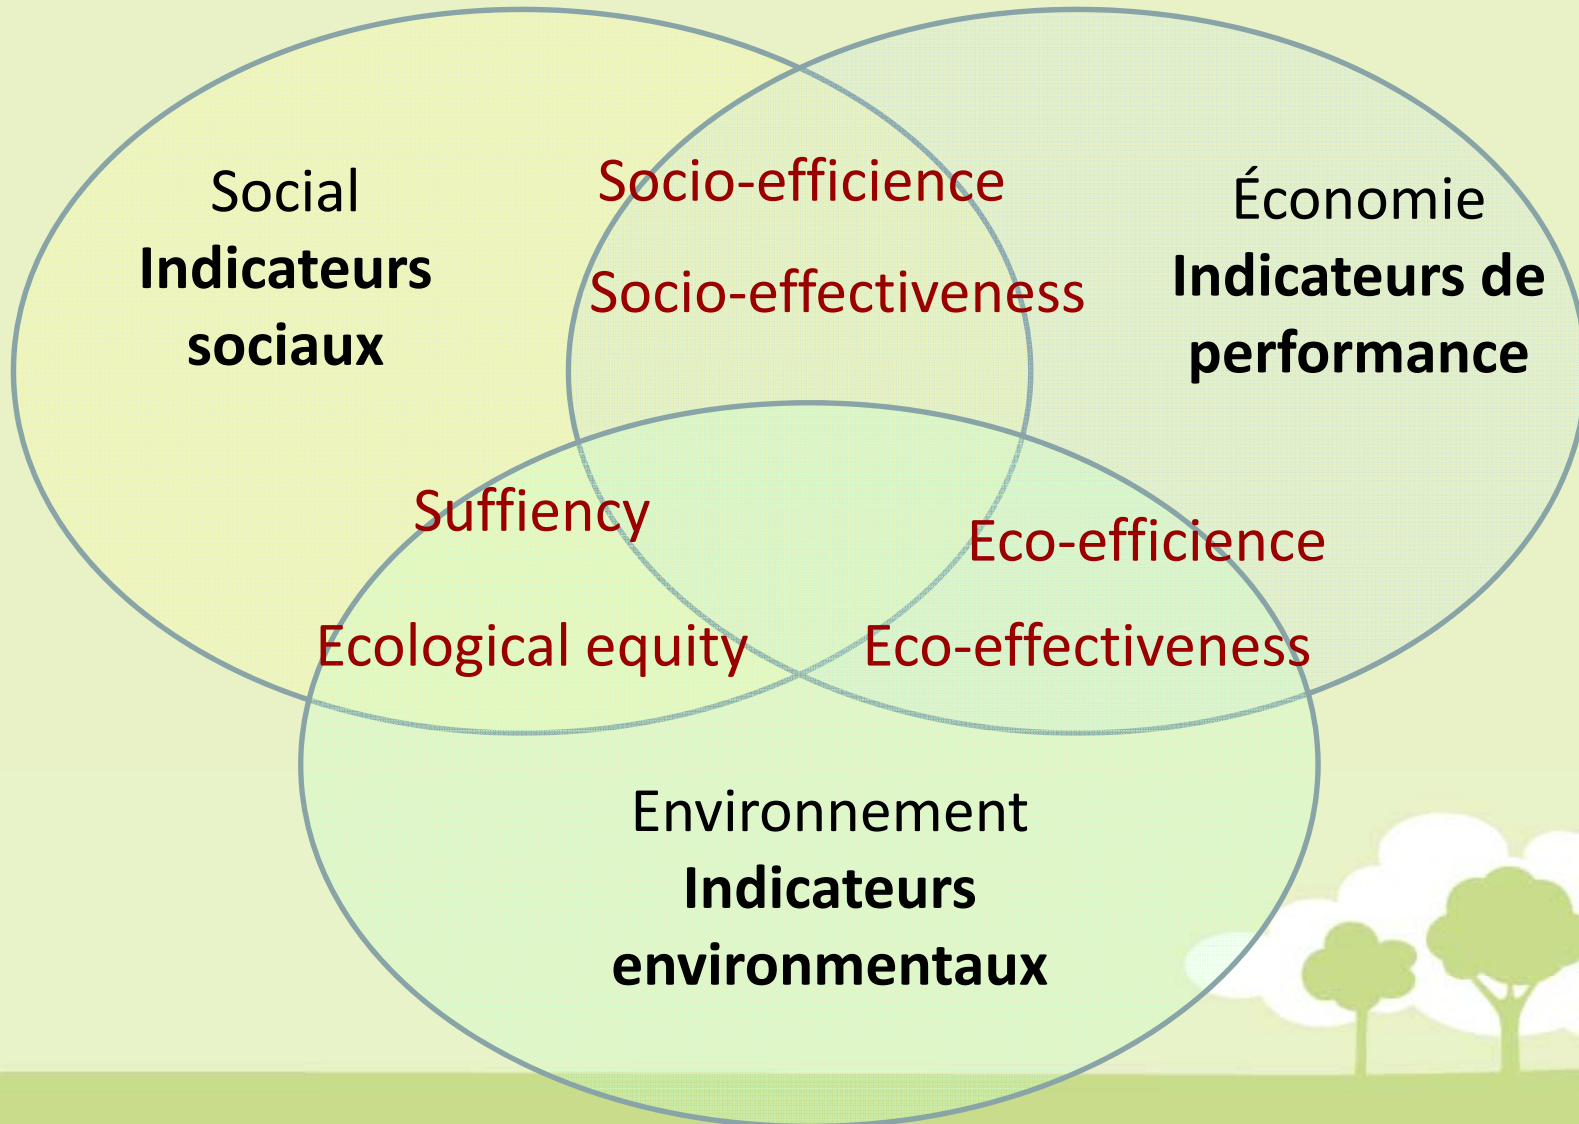 Social
Indicateurs
sociaux
Socio-efficience
Socio-effectiveness
Économie
Indicateurs de
performance
Suffiency
Ecological equity
Eco-efficience
Eco-effectiveness
Environnement
Indicateurs
environmentaux